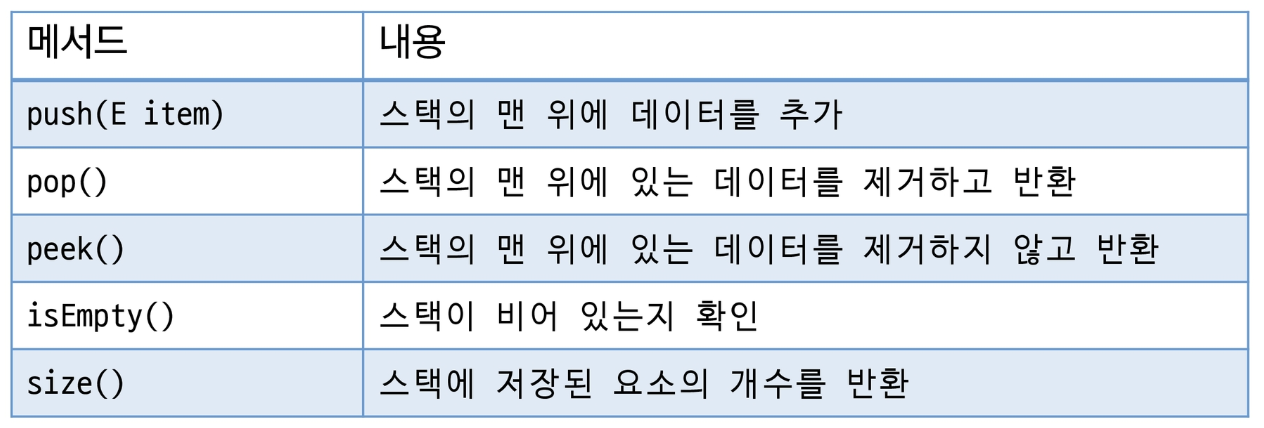 메서드 내용
push(E item) 스택의 맨 위에 데이터를 추가
pop() 스택의 맨 위에 있는 데이터를 제거하고 반환
peek() 스택의 맨 위에 있는 데이터를 제거하지 않고 반환
isEmpty() 스택이 비어 있는지 확인
size() 스택에 저장된 요소의 개수를 반환